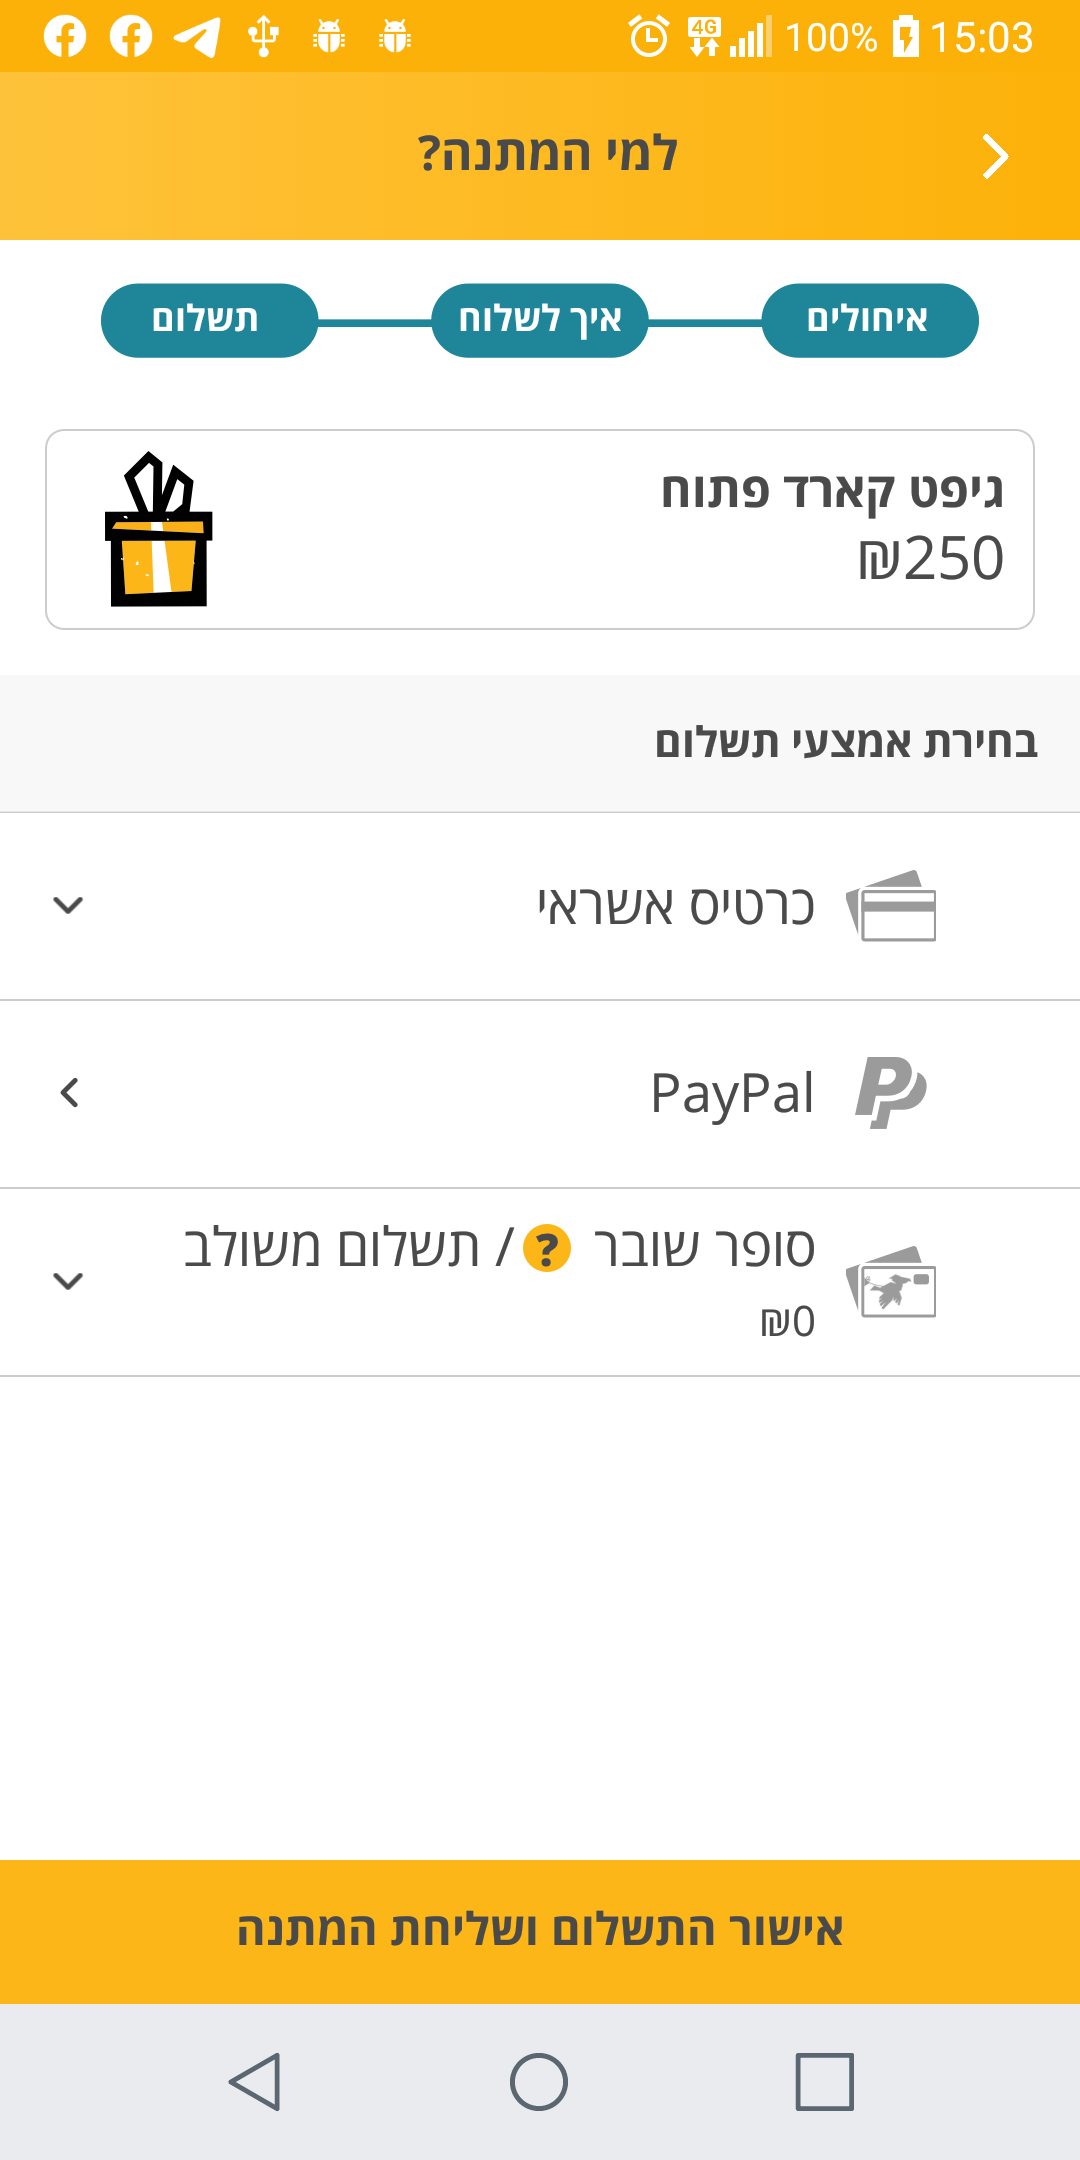 4G 100% 15:03
למי המתנה?
איחולים
איך לשלוח
תשלום
גיפט קארד פתוח
₪250
בחירת אמצעי תשלום
כרטיס אשראי
PayPal
סופר שובר ? / תשלום משולב
₪0
אישור התשלום ושליחת המתנה